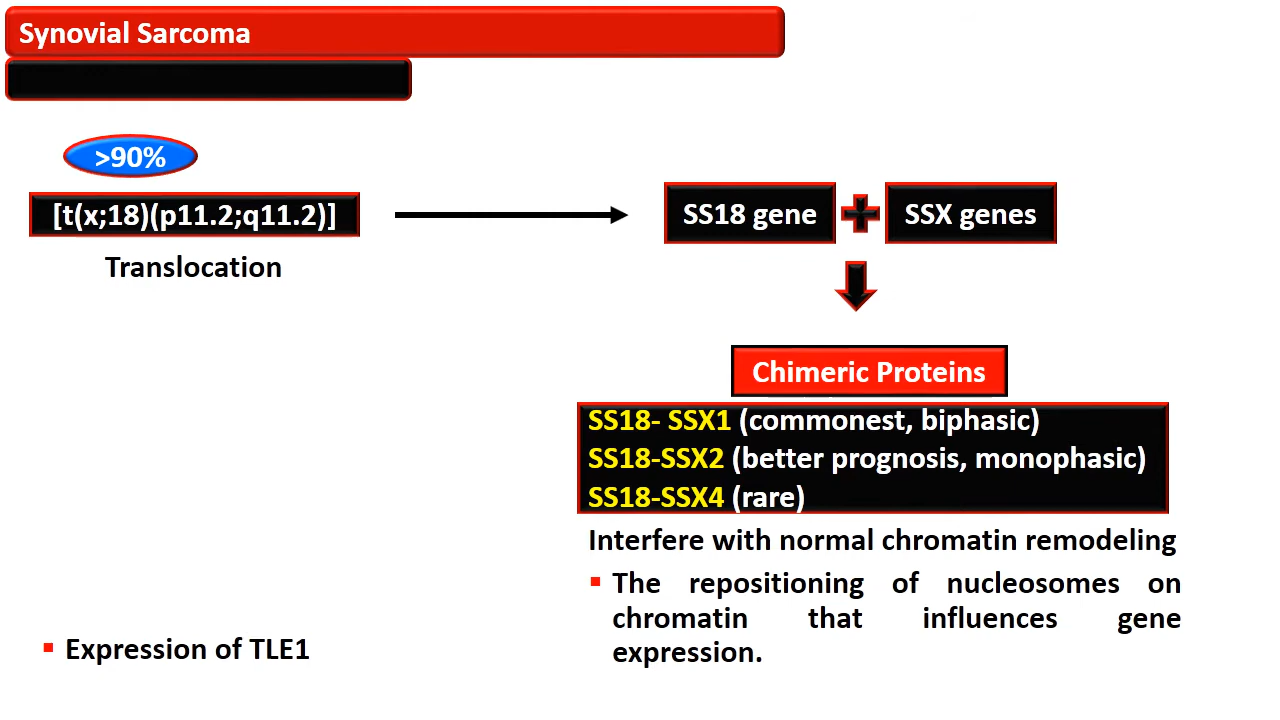 Synovial Sarcoma
>90%
[t(x;18)(p11.2;q11.2)]
Translocation
SS18 gene
SSX genes
Chimeric Proteins
SS18- SSX1 (commonest, biphasic)
SS18-SSX2 (better prognosis, monophasic)
SS18-SSX4 (rare)
Interfere with normal chromatin remodeling
The repositioning of nucleosomes on
chromatin that influences gene
expression.
Expression of TLE1